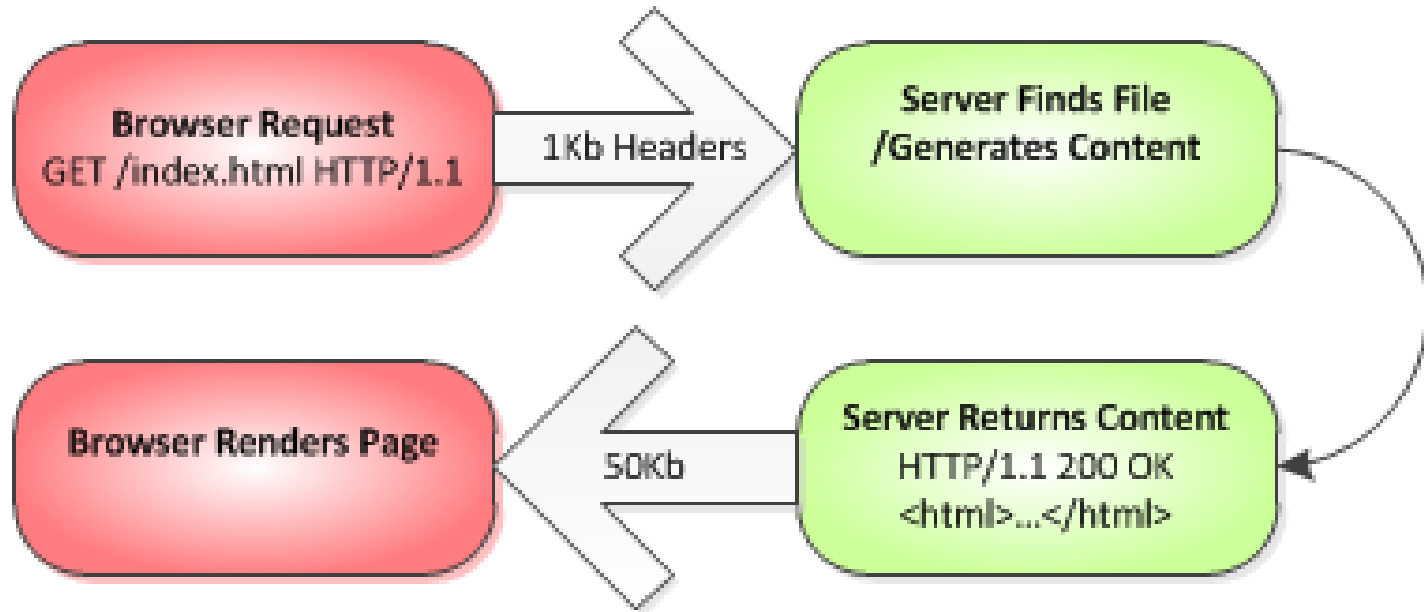 Browser Request
GET /index.html HTTP/1.1
1Kb Headers
Server Finds File
/Generates Content
Server Returns Content
HTTP/1.1 200 OK
<html>...</html>
50Kb
Browser Renders Page